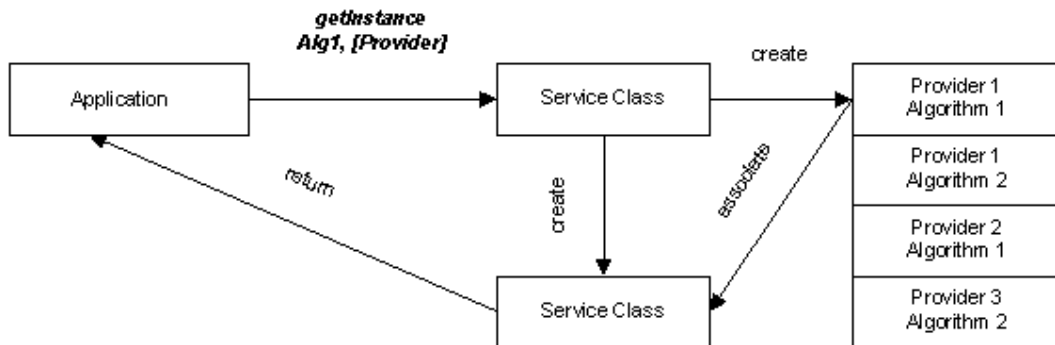 getInstance
Alg1, [Provider]
create
Application
Service Class
Provider 1
Algorithm 1
return
create
associate
Provider 1
Algorithm 2
Provider 2
Algorithm 1
Service Class
Provider 3
Algorithm 2